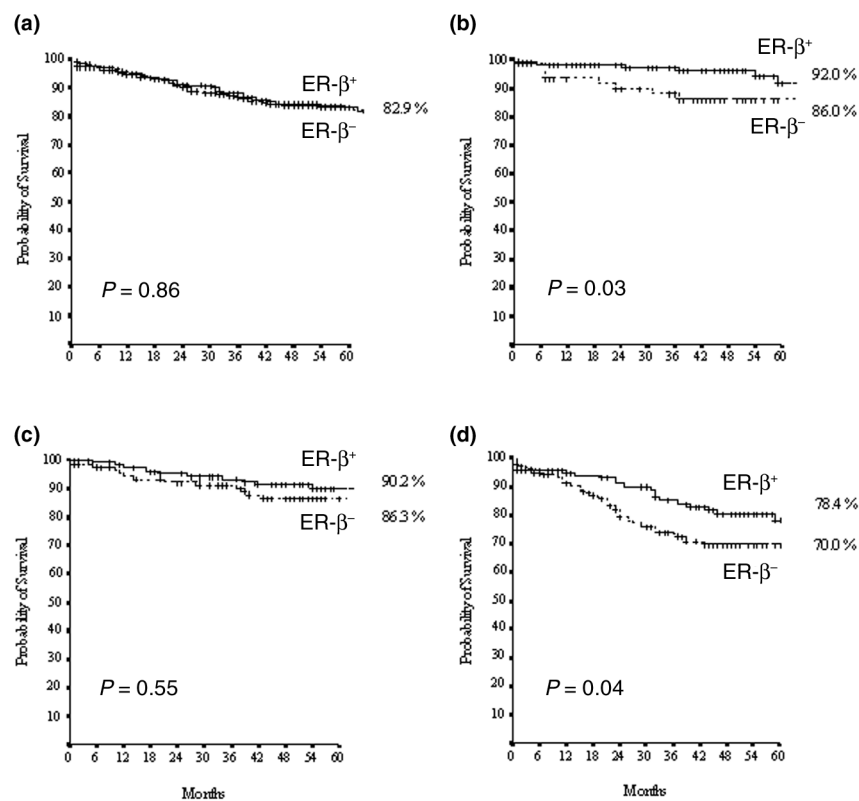 (a)
100
90
80
70
60
50
40
30
20
10
0 6 12 18 24 30 36 42 48 54 60
Probability of Survival
ER-β⁺
ER-β⁻
82.9 %
P = 0.86
(b)
100
90
80
70
60
50
40
30
20
10
0 6 12 18 24 30 36 42 48 54 60
Probability of Survival
ER-β⁺
92.0 %
86.0 %
ER-β⁻
P = 0.03
(c)
100
90
80
70
60
50
40
30
20
10
0 6 12 18 24 30 36 42 48 54 60
Probability of Survival
Months
ER-β⁺
90.2 %
86.3 %
ER-β⁻
P = 0.55
(d)
100
90
80
70
60
50
40
30
20
10
0 6 12 18 24 30 36 42 48 54 60
Probability of Survival
Months
ER-β⁺
78.4 %
70.0 %
ER-β⁻
P = 0.04